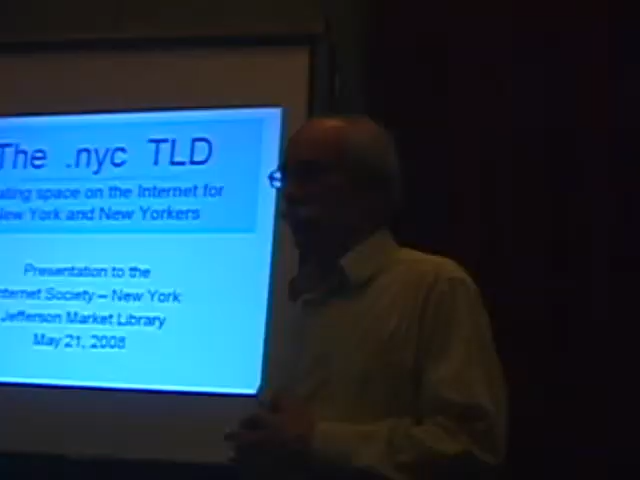 The .nyc TLD
ating space on the Internet for
New York and New Yorkers
Presentation to the
nternet Society – New York
Jefferson Market Library
May 21, 2008